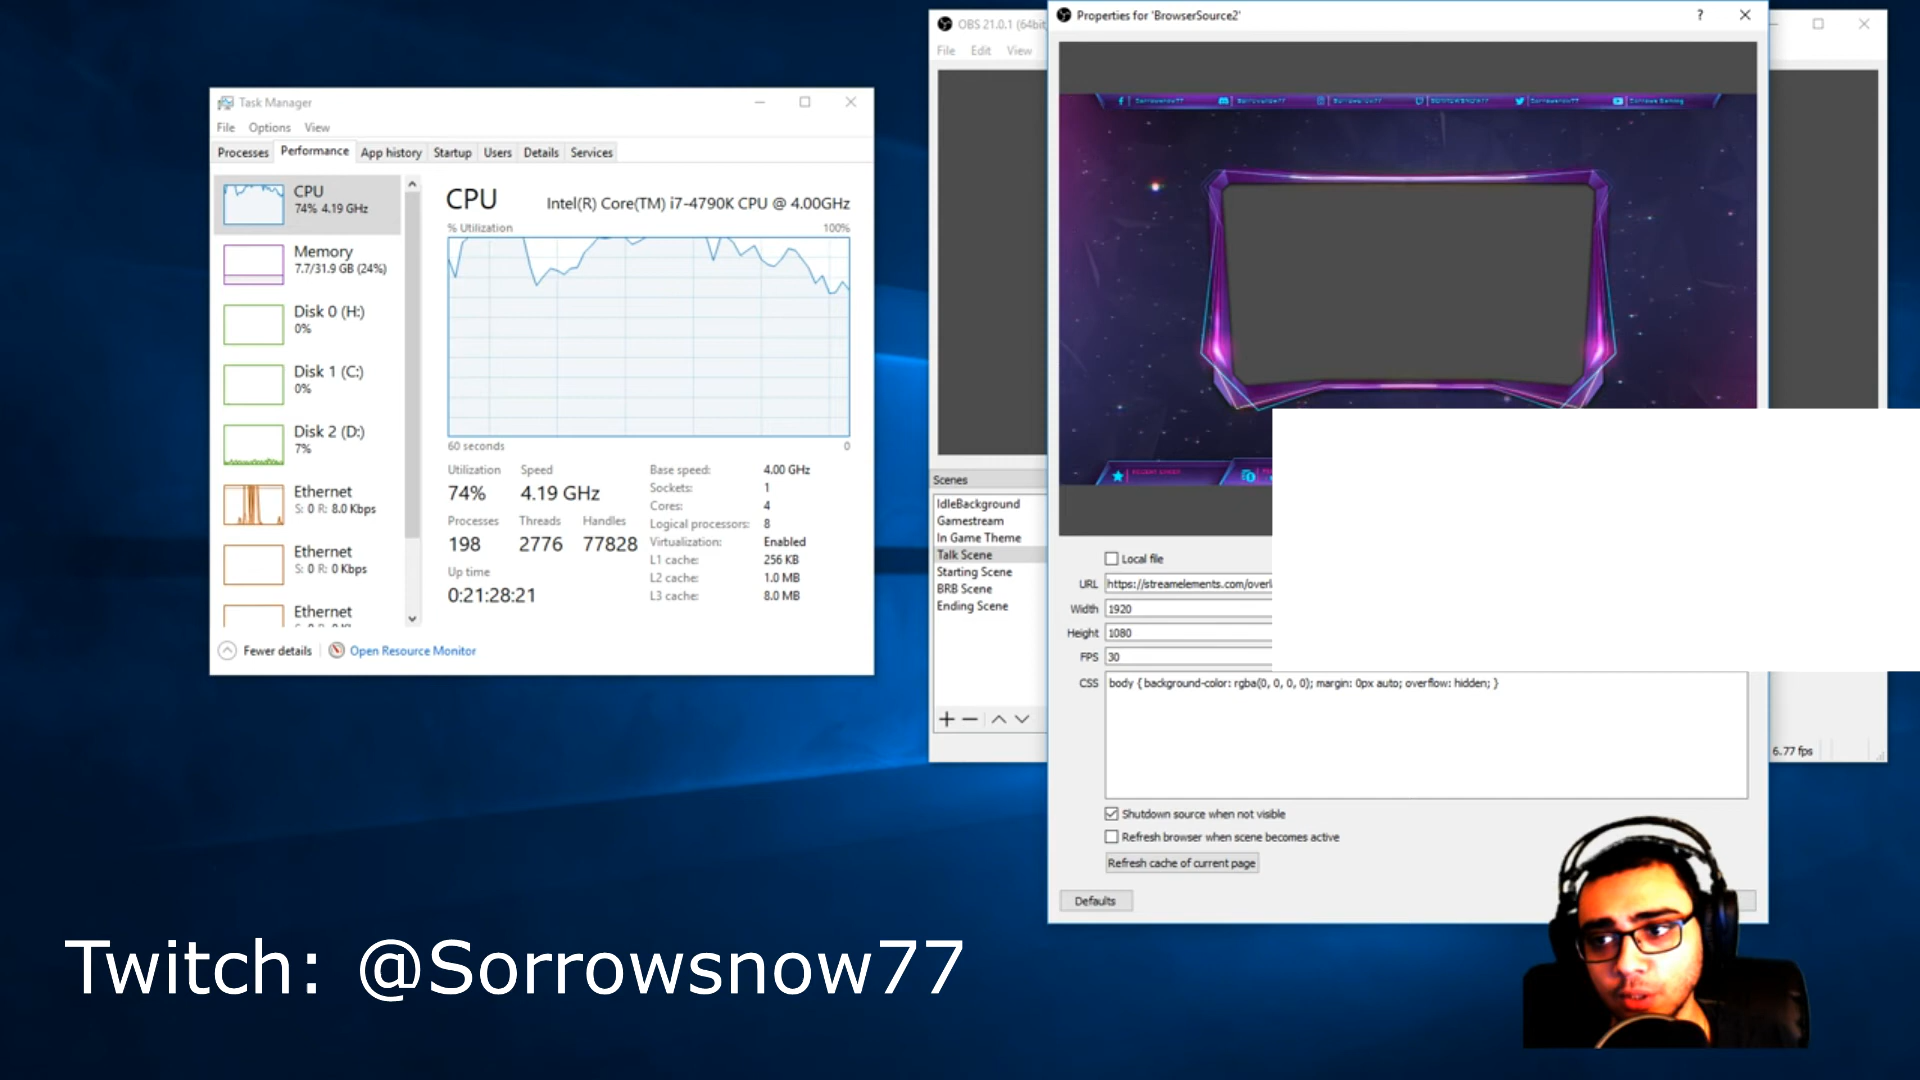 Task Manager
File Options View
Processes Performance App history Startup Users Details Services
CPU
74% 4.19 GHz
Memory
7.7/31.9 GB (24%)
Disk 0 (H:)
0%
Disk 1 (C:)
0%
Disk 2 (D:)
7%
Ethernet
S: 0 R: 8.0 Kbps
Ethernet
S: 0 R: 0 Kbps
Ethernet
CPU
Intel(R) Core(TM) i7-4790K CPU @ 4.00GHz
% Utilization 100%
60 seconds 0
Utilization Speed
74% 4.19 GHz
Processes Threads Handles
198 2776 77828
Up time
0:21:28:21
Base speed: 4.00 GHz
Sockets: 1
Cores: 4
Logical processors: 8
Virtualization: Enabled
L1 cache: 256 KB
L2 cache: 1.0 MB
L3 cache: 8.0 MB
Fewer details Open Resource Monitor
OBS 21.0.1 (64bit
File Edit View
Scenes
IdleBackground
Gamestream
In Game Theme
Talk Scene
Starting Scene
BRB Scene
Ending Scene
6.77 fps
Properties for 'BrowserSource2'
?
Sorrowsnow77 Sorrowsnow77 Sorrowsnow77 Sorrowsnow77 Sorrowsnow77 Sorrows Gaming
Local file
URL https://streamelements.com/overl
Width 1920
Height 1080
FPS 30
CSS body { background-color: rgba(0, 0, 0, 0); margin: 0px auto; overflow: hidden; }
Shutdown source when not visible
Refresh browser when scene becomes active
Refresh cache of current page
Defaults
Twitch: @Sorrowsnow77